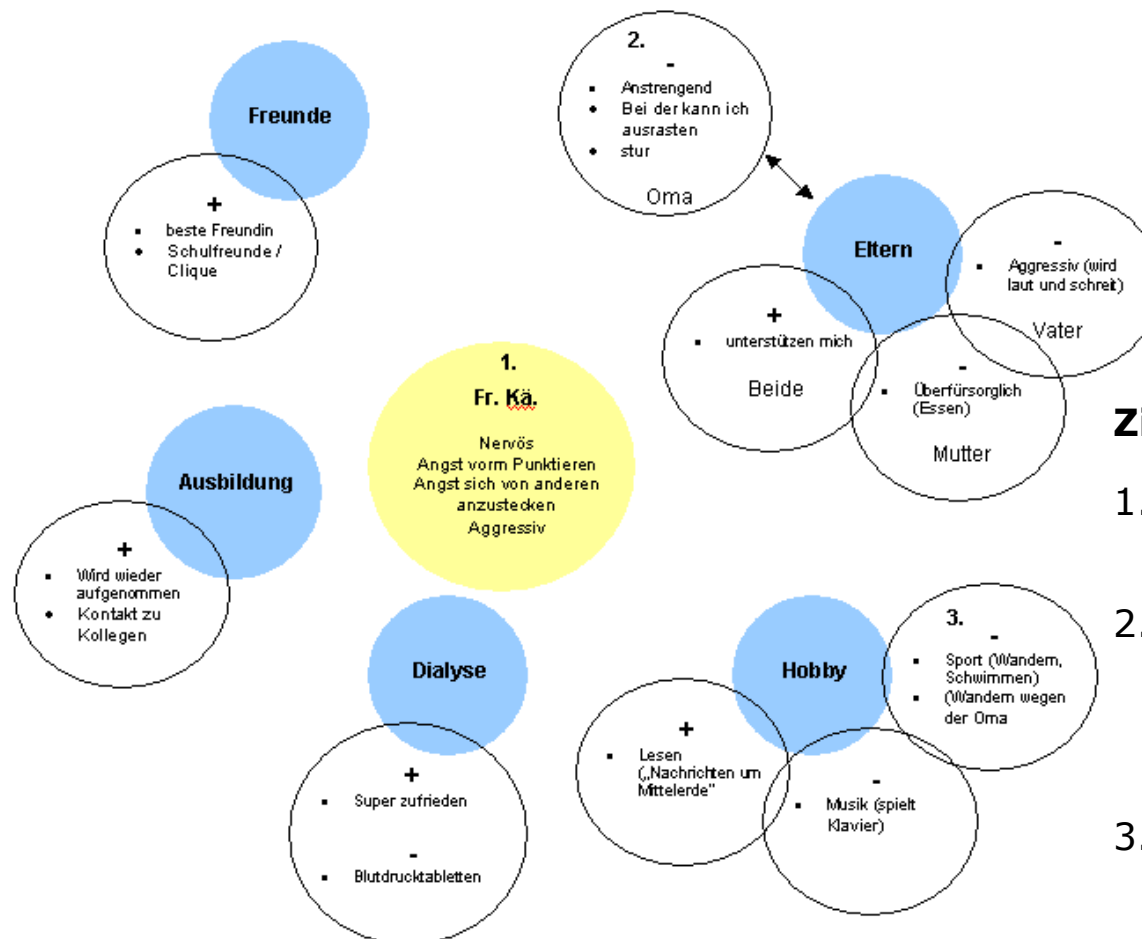 Freunde
+
beste Freundin
Schulfreunde /
Clique
2.
-
Anstrengend
Bei der kann ich
ausrasten
stur
Oma
Eltern
-
Aggressiv (wird
laut und schreit)
Vater
+
unterstützen mich
Beide
-
Überfürsorglich
(Essen)
Mutter
1.
Fr. Kä.
Nervös
Angst vorm Punktieren
Angst sich von anderen
anzustecken
Aggressiv
Ausbildung
+
Wird wieder
aufgenommen
Kontakt zu
Kollegen
Dialyse
+
Super zufrieden
-
Blutdrucktabletten
Hobby
3.
-
Sport (Wandern,
Schwimmen)
(Wandern wegen
der Oma
+
Lesen
(„Nachrichten um
Mittelerde"
-
Musik (spielt
Klavier)
1.
2.
3.